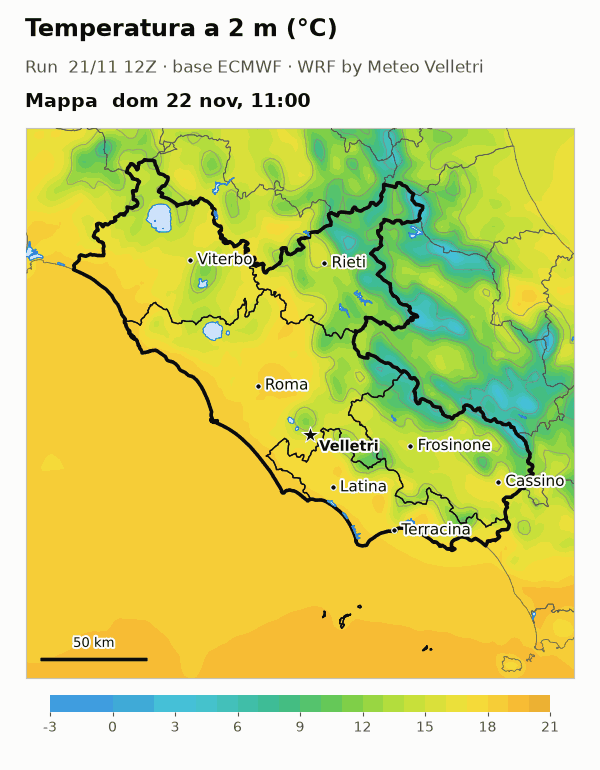 Temperatura a 2 m (°C)
Run  21/11 12Z · base ECMWF · WRF by Meteo Velletri
Mappa  dom 22 nov, 11:00
Viterbo
Rieti
Roma
Velletri
Frosinone
Cassino
Latina
Terracina
50 km
-3 0 3 6 9 12 15 18 21